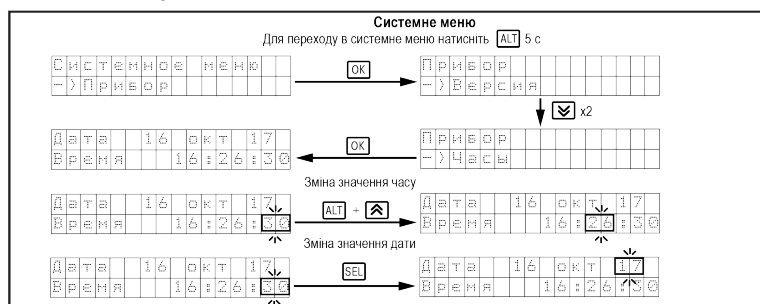 Системне меню
Для переходу в системне меню натисніть ALT 5 с
Системное меню
->Прибор
OK
Прибор
->Версия
x2
Дата 16 окт 17
Время 16:26:30
OK
Прибор
->Часы
Зміна значення часу
Дата 16 окт 17
Время 16:26:30
ALT +
Дата 16 окт 17
Время 16:26:30
Зміна значення дати
Дата 16 окт 17
Время 16:26:30
SEL
Дата 16 окт 17
Время 16:26:30